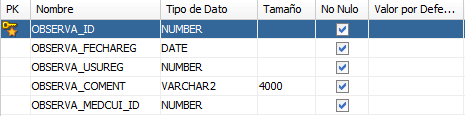 PK Nombre Tipo de Dato Tamaño No Nulo Valor por Defe...
OBSERVA_ID NUMBER
OBSERVA_FECHAREG DATE
OBSERVA_USUREG NUMBER
OBSERVA_COMENT VARCHAR2 4000
OBSERVA_MEDCUI_ID NUMBER